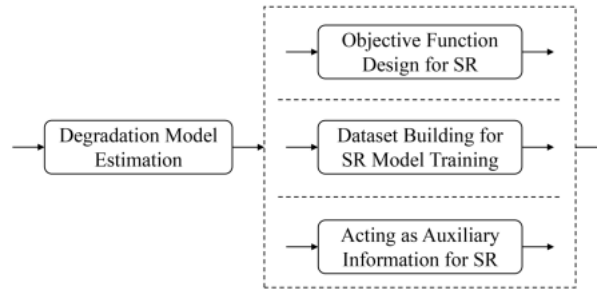 Objective Function
Design for SR
Degradation Model
Estimation
Dataset Building for
SR Model Training
Acting as Auxiliary
Information for SR